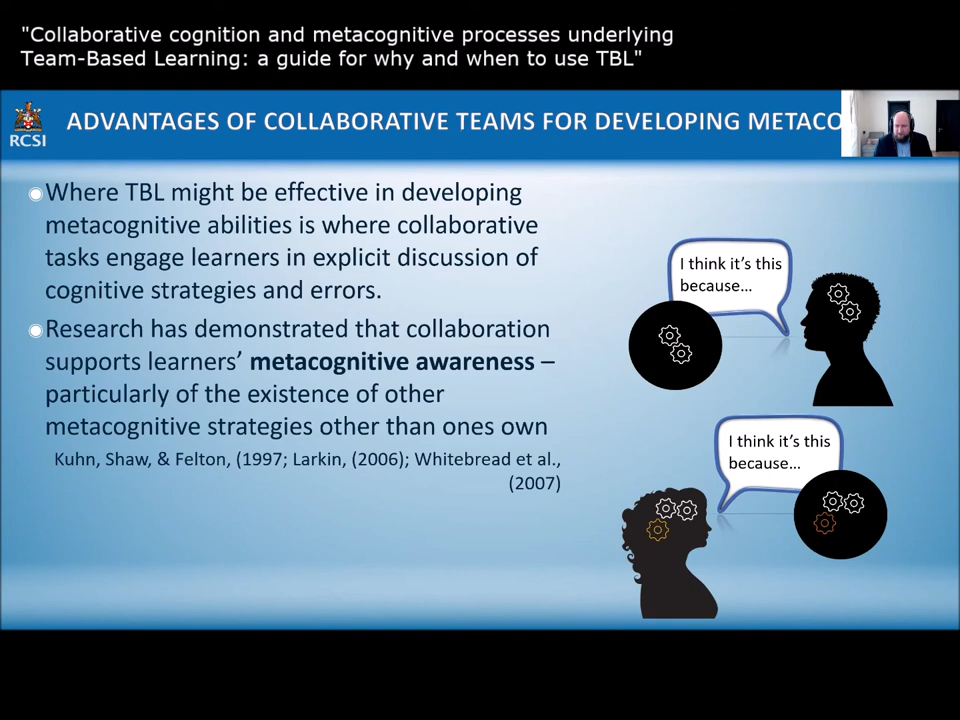 "Collaborative cognition and metacognitive processes underlying
Team-Based Learning: a guide for why and when to use TBL"
RCSI
ADVANTAGES OF COLLABORATIVE TEAMS FOR DEVELOPING METACO
Where TBL might be effective in developing
metacognitive abilities is where collaborative
tasks engage learners in explicit discussion of
cognitive strategies and errors.
Research has demonstrated that collaboration
supports learners' metacognitive awareness –
particularly of the existence of other
metacognitive strategies other than ones own
Kuhn, Shaw, & Felton, (1997; Larkin, (2006); Whitebread et al.,
(2007)
I think it's this
because...
I think it's this
because...